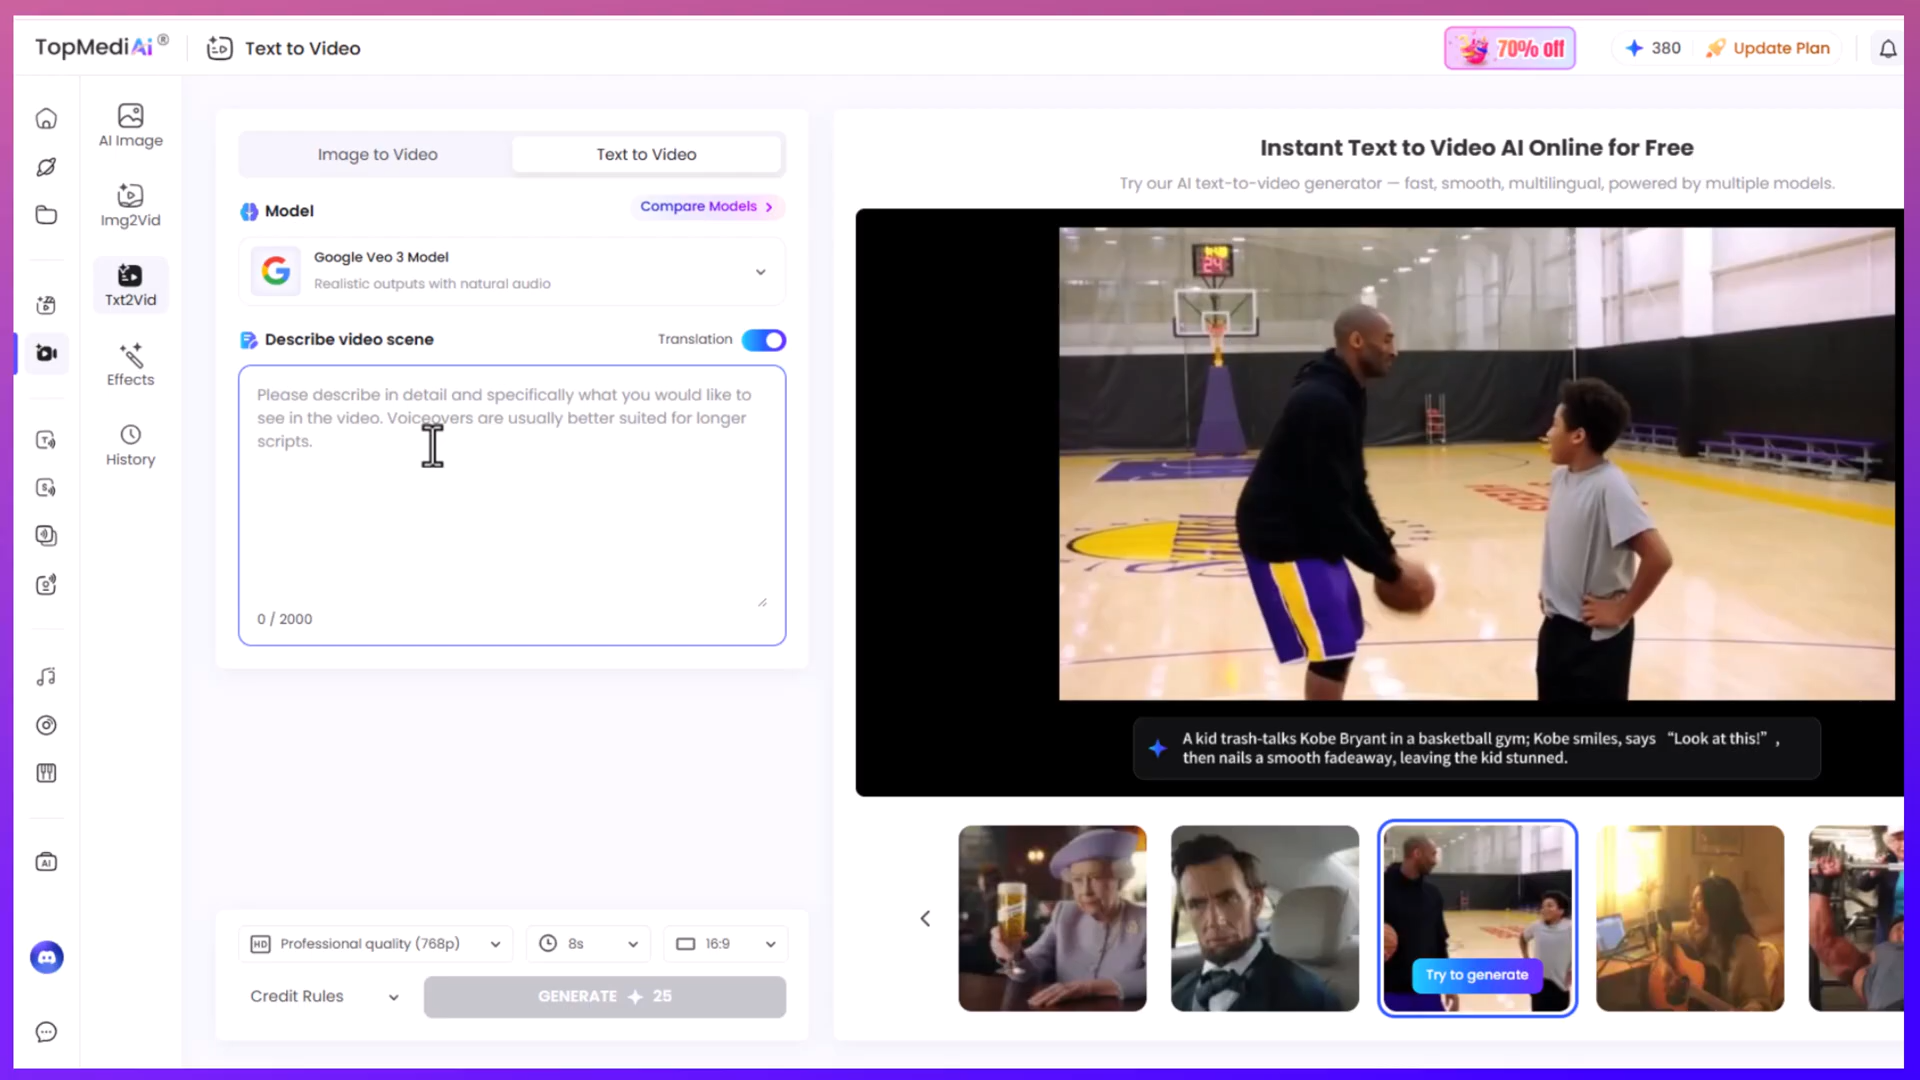 TopMediAi®
Text to Video
70% off
380
Update Plan
AI Image
Img2Vid
Txt2Vid
Effects
History
Image to Video
Text to Video
Model
Compare Models
Google Veo 3 Model
Realistic outputs with natural audio
Describe video scene
Translation
Please describe in detail and specifically what you would like to
see in the video. Voiceovers are usually better suited for longer
scripts.
0 / 2000
HD
Professional quality (768p)
8s
16:9
Credit Rules
GENERATE
25
Instant Text to Video AI Online for Free
Try our AI text-to-video generator — fast, smooth, multilingual, powered by multiple models.
24
A kid trash-talks Kobe Bryant in a basketball gym; Kobe smiles, says “Look at this!” ,
then nails a smooth fadeaway, leaving the kid stunned.
Try to generate
AI